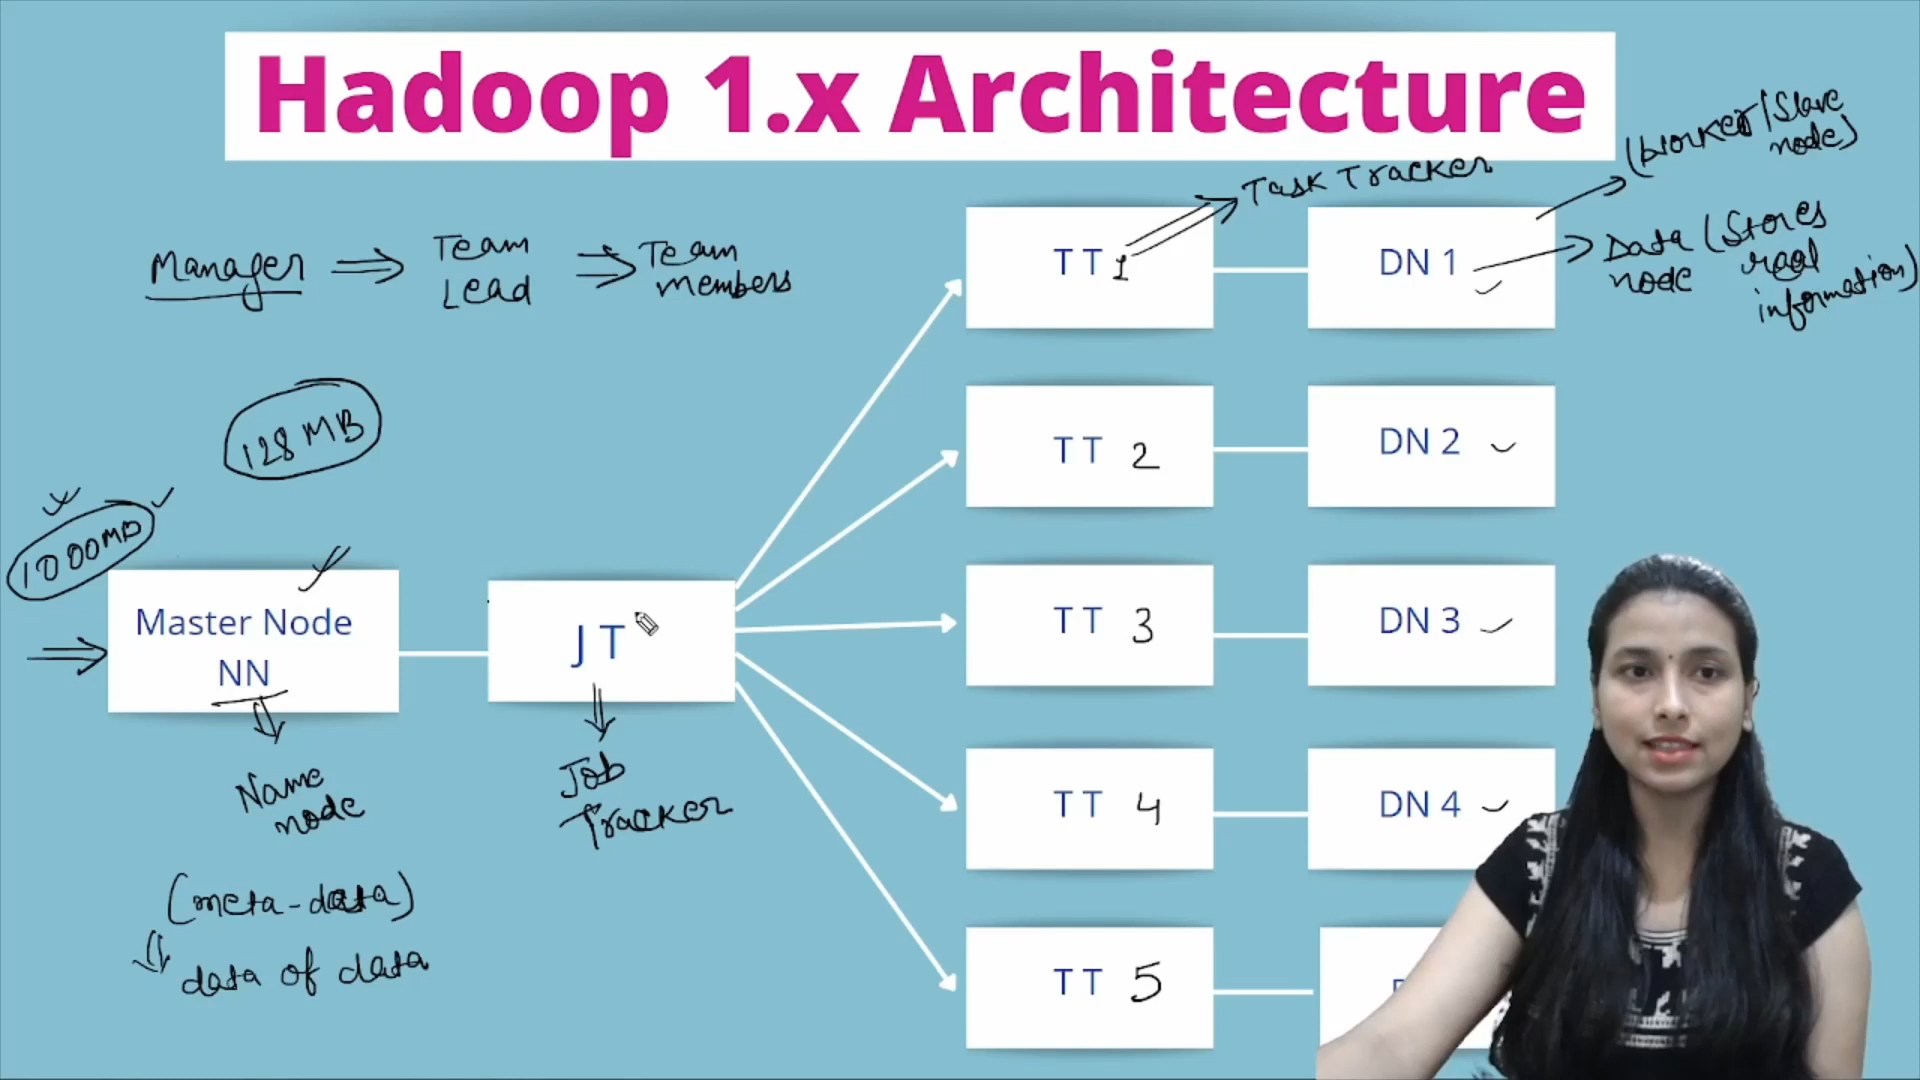 Hadoop 1.x Architecture
(worker/Slave
node)
Task Tracker
Manager ⇒ Team
Lead ⇒ Team
members
TT 1
DN 1
Data (Stores
node real
information)
128 MB
TT 2
DN 2
1000MB
Master Node
NN
JT
TT 3
DN 3
Name
node
Job
Tracker
TT 4
DN 4
(meta-data)
data of data
TT 5